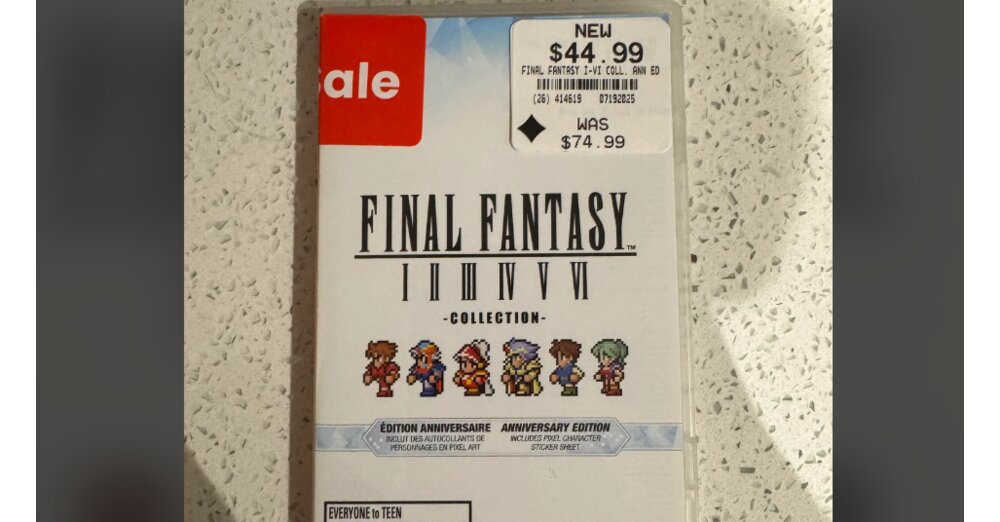 sale
NEW
$44.99
FINAL FANTASY I-VI COLL. ANN ED
(26) 414619 07192025
WAS
$74.99
FINAL FANTASY™
I II III IV V VI
-COLLECTION-
ÉDITION ANNIVERSAIRE
INCLUT DES AUTOCOLLANTS DE
PERSONNAGES EN PIXEL ART
ANNIVERSARY EDITION
INCLUDES PIXEL CHARACTER
STICKER SHEET
EVERYONE to TEEN